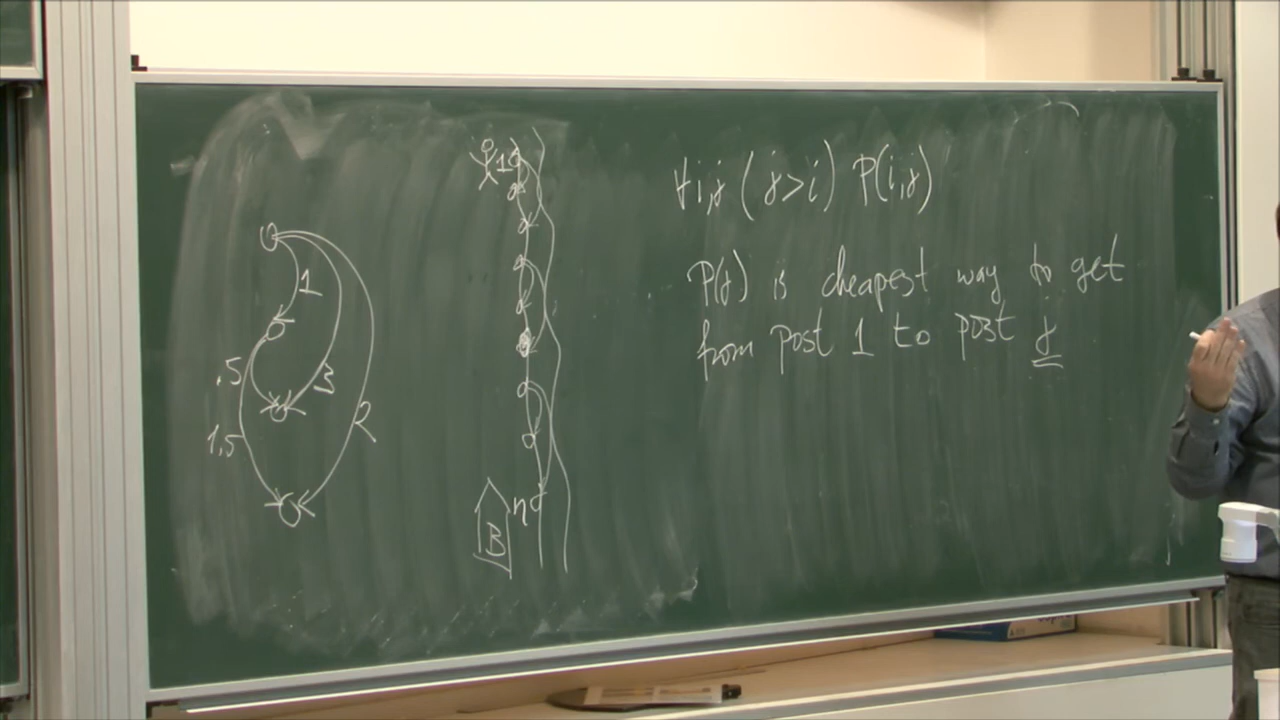 1
.5
3
1,5
2
1
n
B
∀i,j (j>i) P(i,j)
P(j) is cheapest way to get
from post 1 to post j